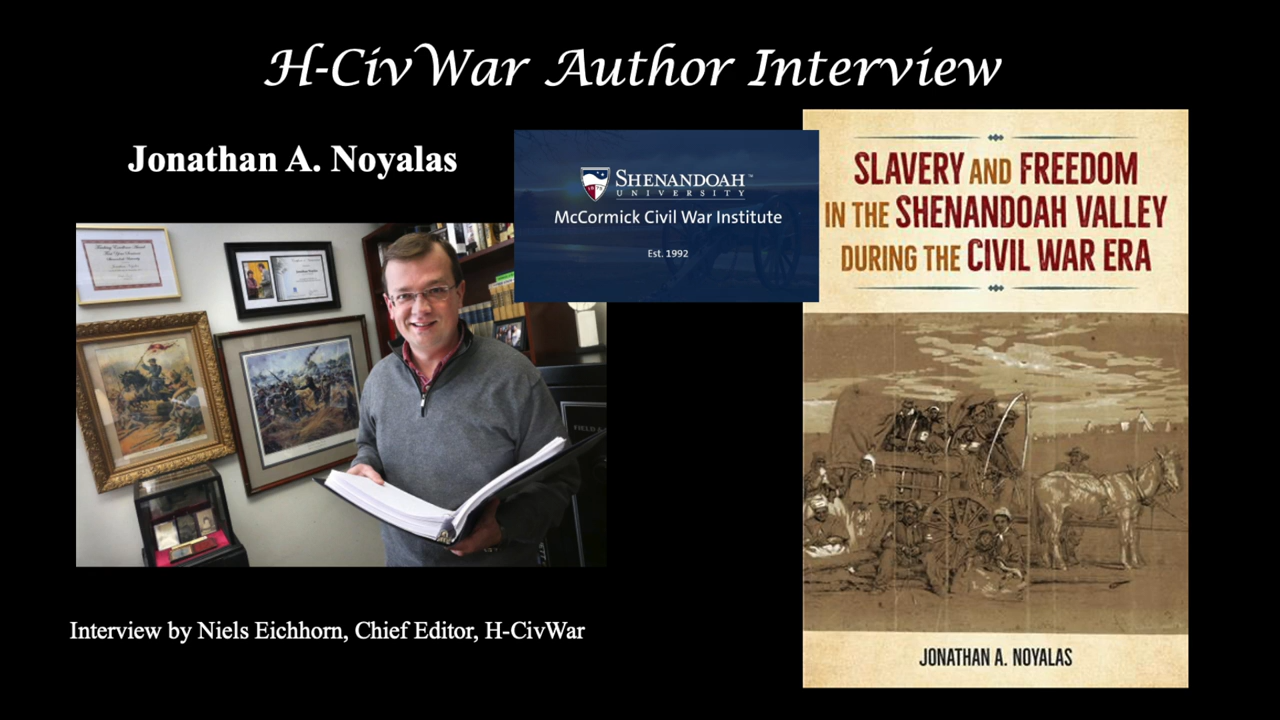 H-CivWar Author Interview
Jonathan A. Noyalas
SHENANDOAH™
UNIVERSITY
McCormick Civil War Institute
Est. 1992
SLAVERY AND FREEDOM
IN THE SHENANDOAH VALLEY
DURING THE CIVIL WAR ERA
JONATHAN A. NOYALAS
Interview by Niels Eichhorn, Chief Editor, H-CivWar